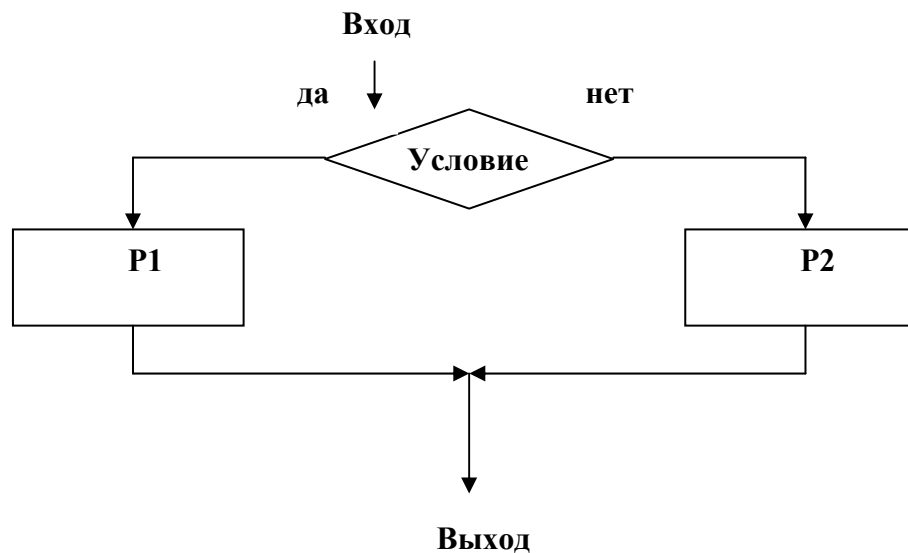 Вход
да нет
Условие
P1 P2
Выход